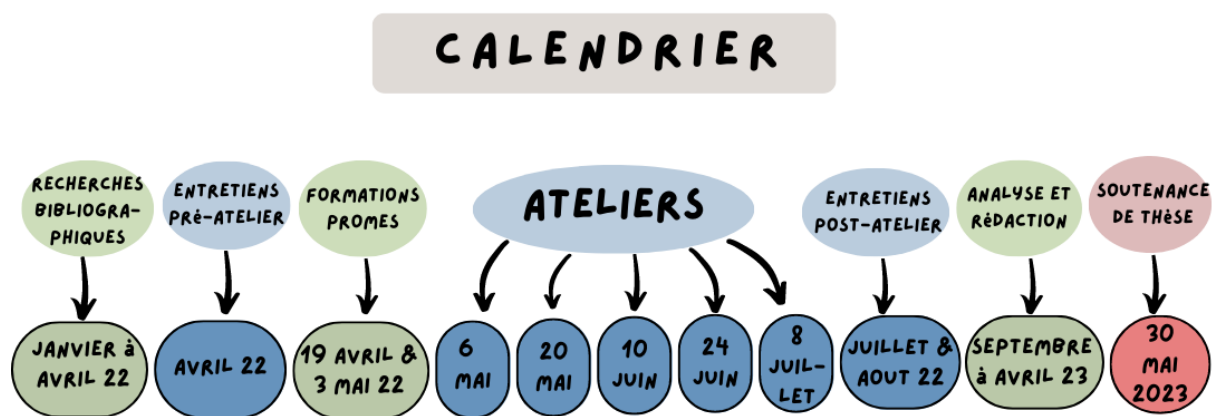 CALENDRIER
RECHERCHES
BIBLIOGRA-
PHIQUES
ENTRETIENS
PRÉ-ATELIER
FORMATIONS
PROMES
ATELIERS
ENTRETIENS
POST-ATELIER
ANALYSE ET
RÉDACTION
SOUTENANCE
DE THÈSE
JANVIER à
AVRIL 22
AVRIL 22
19 AVRIL &
3 MAI 22
6
MAI
20
MAI
10
JUIN
24
JUIN
8
JUIL-
LET
JUILLET &
AOUT 22
SEPTEMBRE
à AVRIL 23
30
MAI
2023